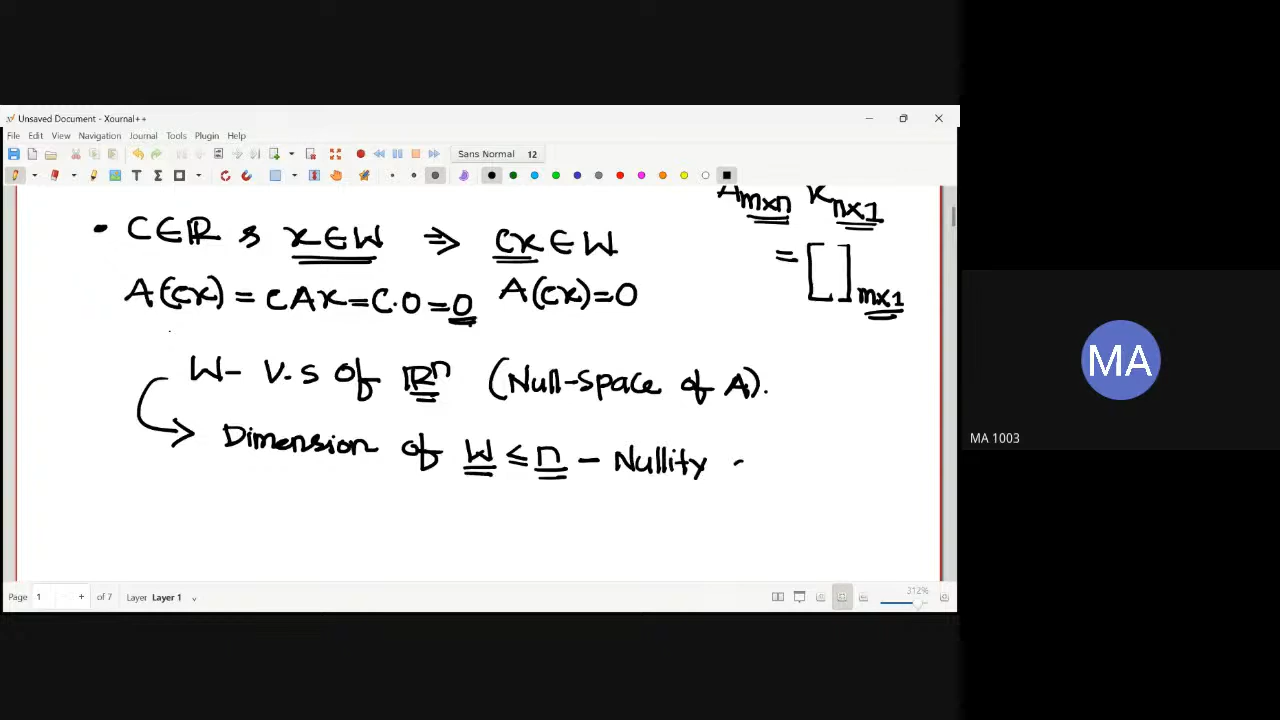 Unsaved Document - Xournal++
File Edit View Navigation Journal Tools Plugin Help
Sans Normal 12
A m×n x n×1
• C∈ℝ & x∈W ⇒ cx∈W
= [ ] m×1
A(cx) = cAx = C·0 = 0 A(cx) = 0
W- V.S of ℝⁿ (Null-Space of A).
Dimension of W ≤ n - Nullity
MA
MA 1003
Page 1 of 7 Layer Layer 1 312%